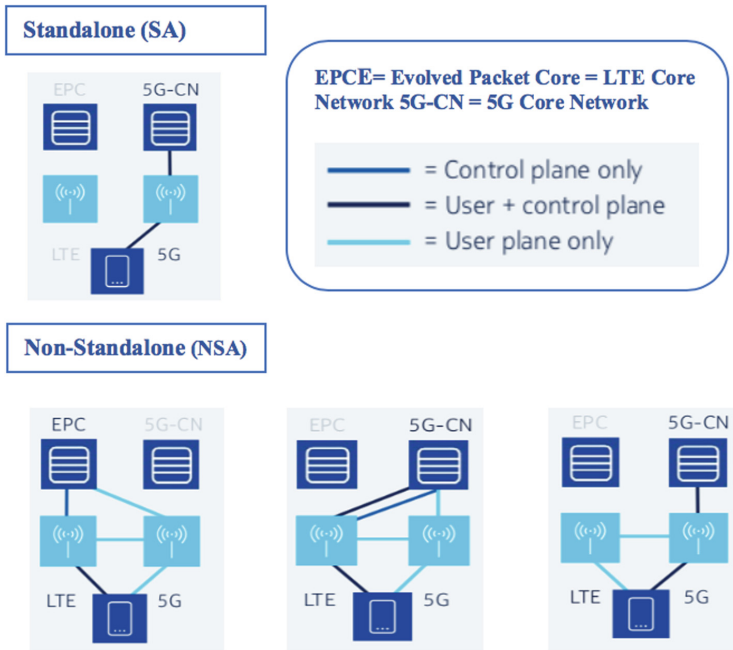 Standalone (SA)
EPC 5G-CN
LTE 5G
EPCE= Evolved Packet Core = LTE Core
Network 5G-CN = 5G Core Network
= Control plane only
= User + control plane
= User plane only
Non-Standalone (NSA)
EPC 5G-CN
LTE 5G
EPC 5G-CN
LTE 5G
EPC 5G-CN
LTE 5G